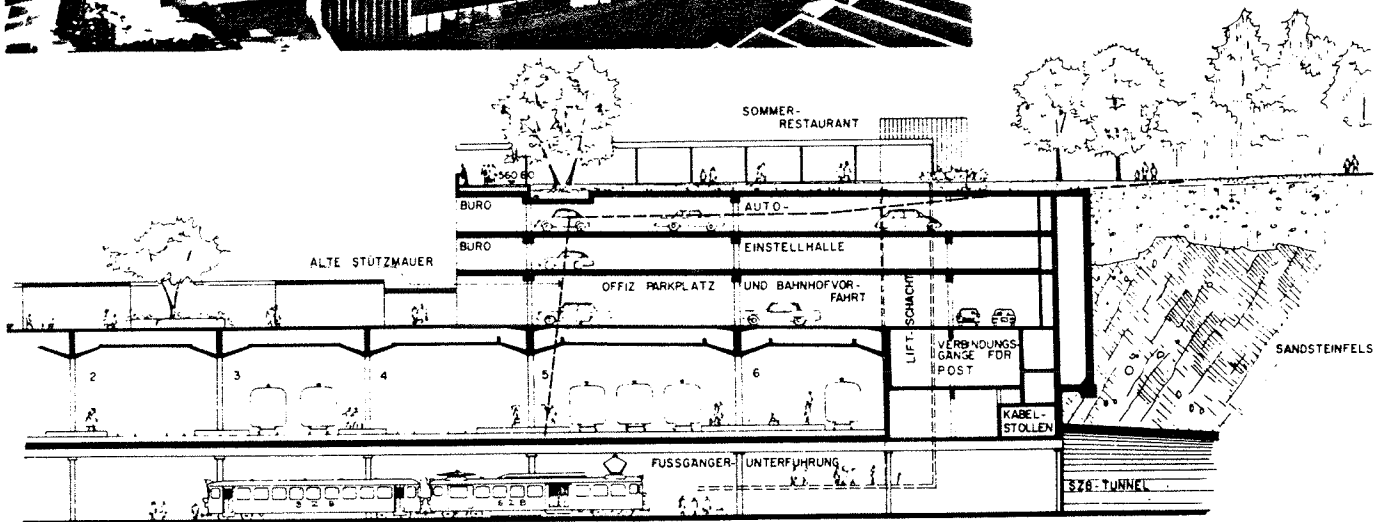 SOMMER-
RESTAURANT
560.80
BÜRO
AUTO-
BÜRO
EINSTELLHALLE
ALTE STÜTZMAUER
OFFIZ PARKPLATZ
UND BAHNHOFVOR-
FAHRT
LIFT-SCHACHT
VERBINDUNGS-
GÄNGE FÜR
POST
SANDSTEINFELS
2
3
4
5
6
KABEL-
STOLLEN
FUSSGÄNGER-UNTERFÜHRUNG
SZB-TUNNEL